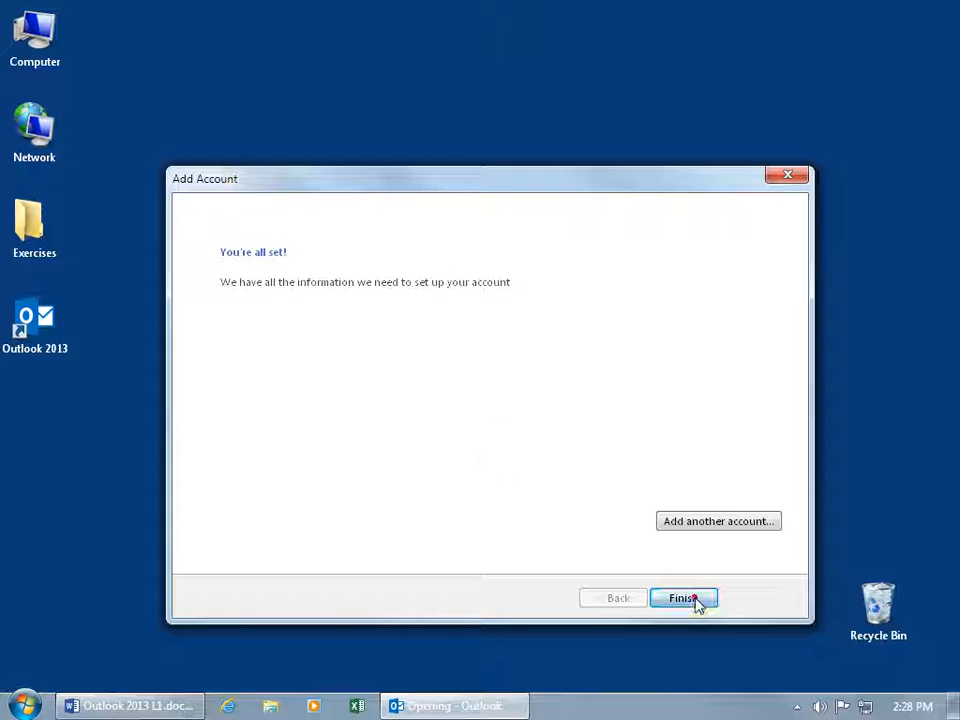 Computer
Network
Exercises
Outlook 2013
Add Account
You're all set!
We have all the information we need to set up your account
Add another account...
Back
Finish
Recycle Bin
Outlook 2013 L1.doc...
Opening - Outlook
2:28 PM